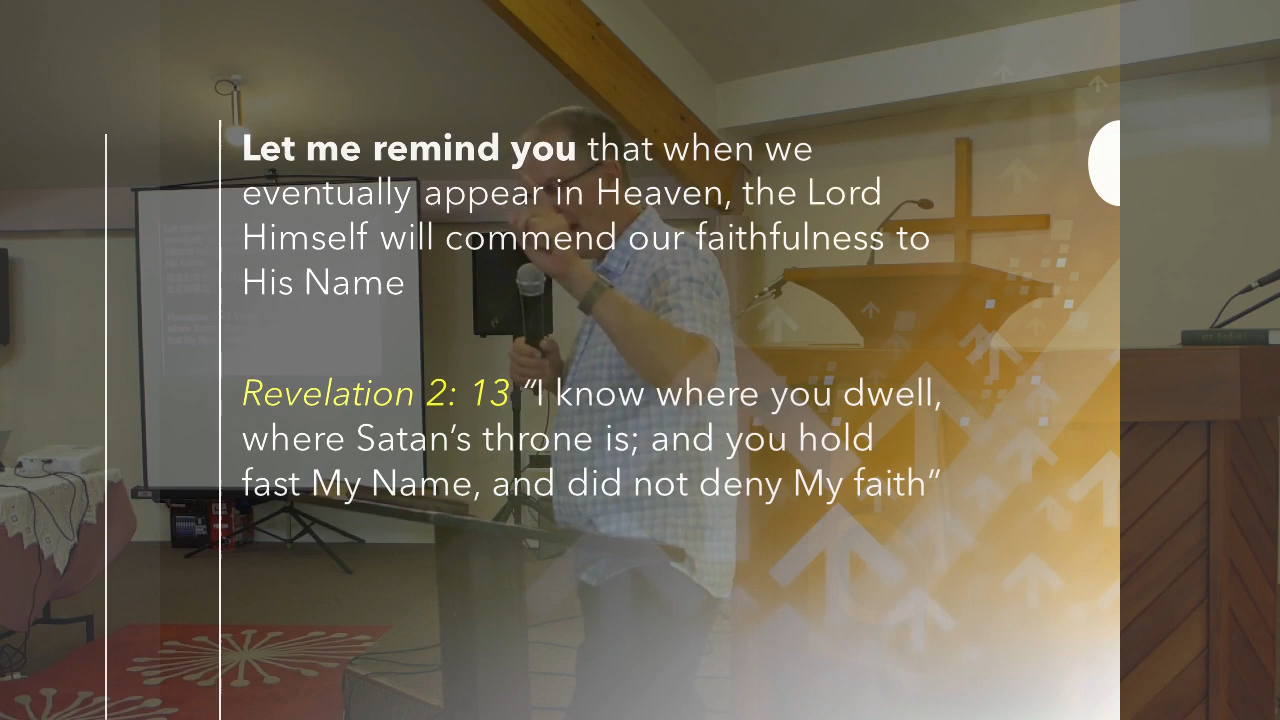 Let me remind you that when we
eventually appear in Heaven, the Lord
Himself will commend our faithfulness to
His Name
Revelation 2: 13 “I know where you dwell,
where Satan’s throne is; and you hold
fast My Name, and did not deny My faith”